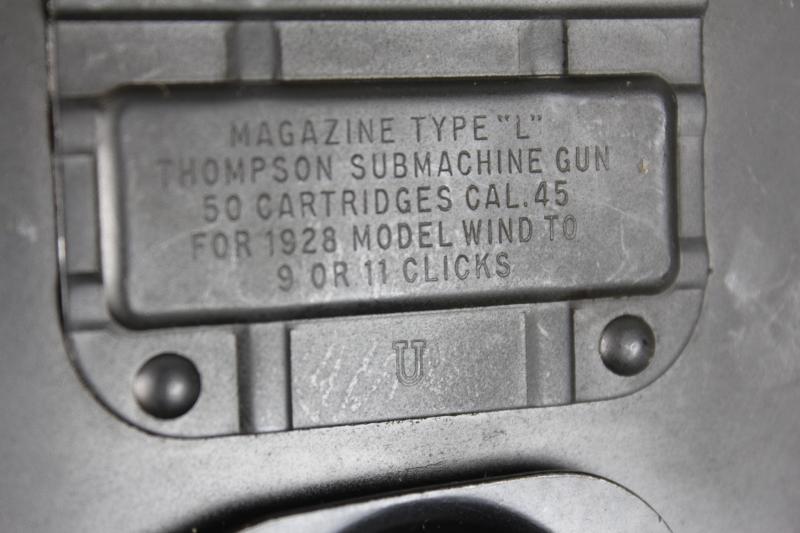 MAGAZINE TYPE "L"
THOMPSON SUBMACHINE GUN
50 CARTRIDGES CAL.45
FOR 1928 MODEL WIND TO
9 OR 11 CLICKS
U